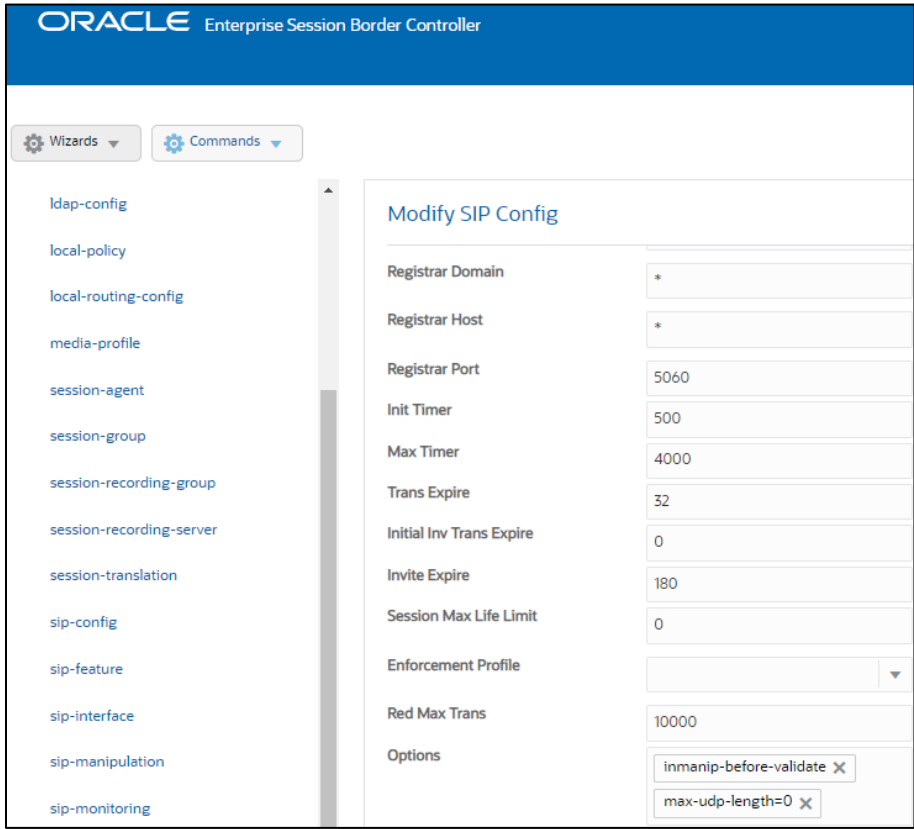 ORACLE Enterprise Session Border Controller
Wizards Commands
ldap-config
local-policy
local-routing-config
media-profile
session-agent
session-group
session-recording-group
session-recording-server
session-translation
sip-config
sip-feature
sip-interface
sip-manipulation
sip-monitoring
Modify SIP Config
Registrar Domain *
Registrar Host *
Registrar Port 5060
Init Timer 500
Max Timer 4000
Trans Expire 32
Initial Inv Trans Expire 0
Invite Expire 180
Session Max Life Limit 0
Enforcement Profile
Red Max Trans 10000
Options inmanip-before-validate
max-udp-length=0